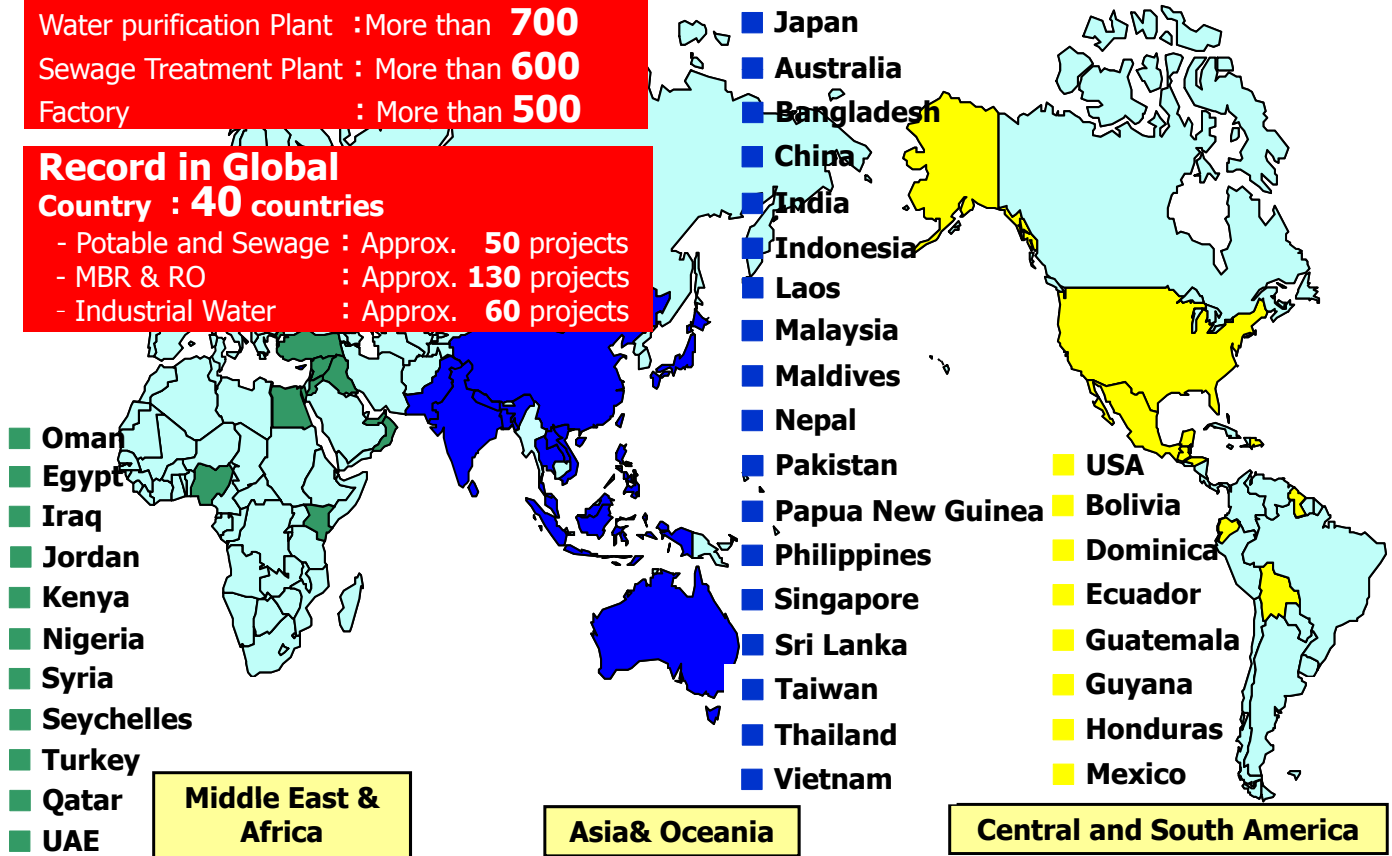 Water purification Plant : More than 700
Sewage Treatment Plant : More than 600
Factory : More than 500
Record in Global
Country : 40 countries
- Potable and Sewage : Approx. 50 projects
- MBR & RO : Approx. 130 projects
- Industrial Water : Approx. 60 projects
Oman
Egypt
Iraq
Jordan
Kenya
Nigeria
Syria
Seychelles
Turkey
Qatar
UAE
Middle East &
Africa
Japan
Australia
Bangladesh
China
India
Indonesia
Laos
Malaysia
Maldives
Nepal
Pakistan
Papua New Guinea
Philippines
Singapore
Sri Lanka
Taiwan
Thailand
Vietnam
Asia& Oceania
USA
Bolivia
Dominica
Ecuador
Guatemala
Guyana
Honduras
Mexico
Central and South America